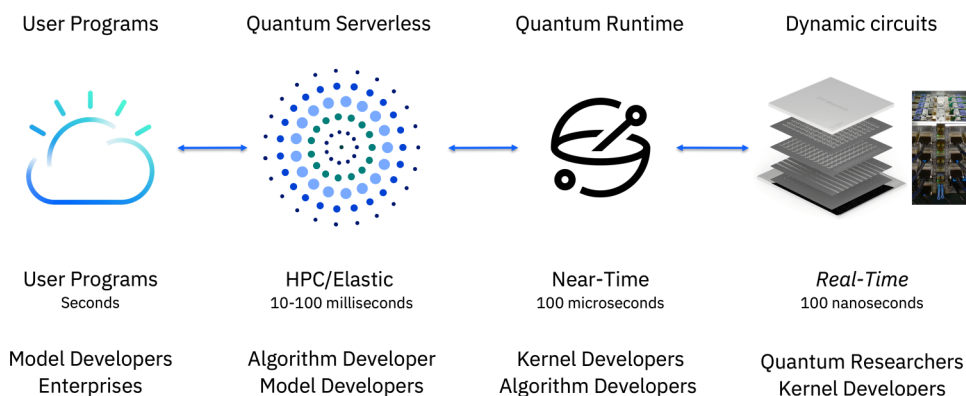 User Programs
Quantum Serverless
Quantum Runtime
Dynamic circuits
User Programs
Seconds
HPC/Elastic
10-100 milliseconds
Near-Time
100 microseconds
Real-Time
100 nanoseconds
Model Developers
Enterprises
Algorithm Developer
Model Developers
Kernel Developers
Algorithm Developers
Quantum Researchers
Kernel Developers